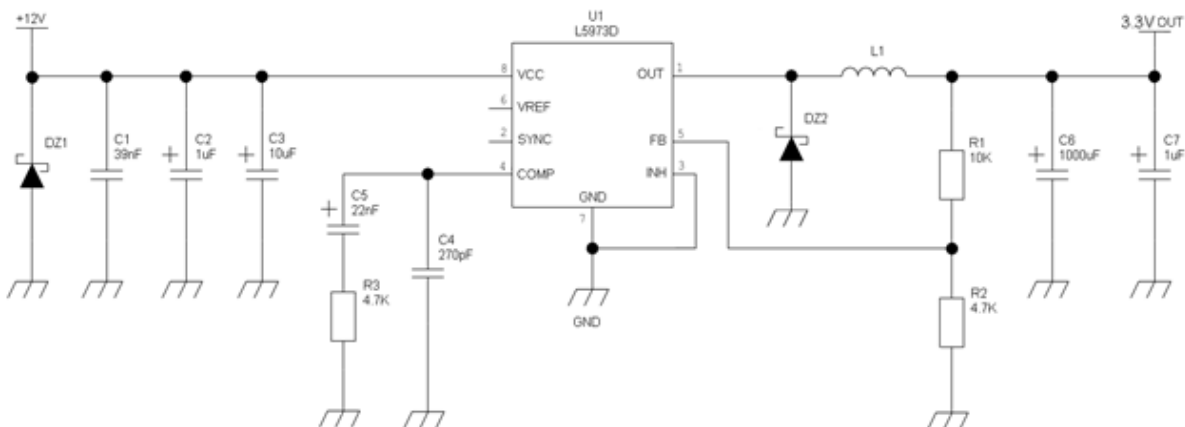 +12V
U1
L5973D
3.3V OUT
8
VCC
OUT
1
L1
6
VREF
DZ1
C1
39nF
C2
1uF
C3
10uF
DZ2
2
SYNC
FB
5
R1
10K
C6
1000uF
C7
1uF
4
COMP
INH
3
C5
22nF
GND
7
C4
270pF
R3
4.7K
R2
4.7K
GND